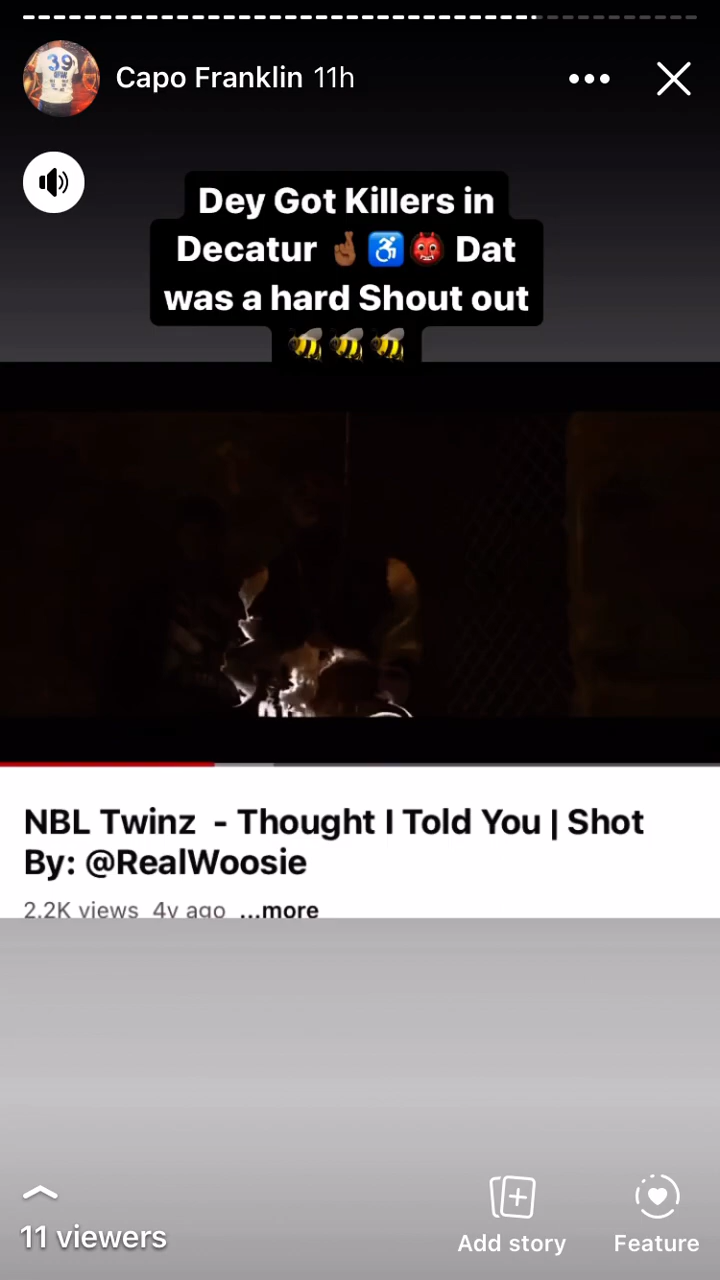 Capo Franklin 11h
Dey Got Killers in
Decatur 🤞🏾♿👹 Dat
was a hard Shout out
🐝🐝🐝
NBL Twinz - Thought I Told You | Shot
By: @RealWoosie
2.2K views 4y ago ...more
11 viewers
Add story
Feature
39